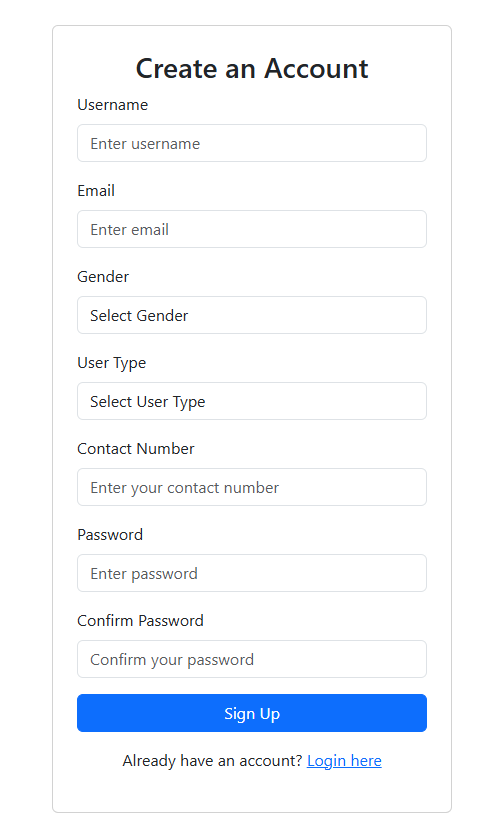 Create an Account
Username
Enter username
Email
Enter email
Gender
Select Gender
User Type
Select User Type
Contact Number
Enter your contact number
Password
Enter password
Confirm Password
Confirm your password
Sign Up
Already have an account? Login here